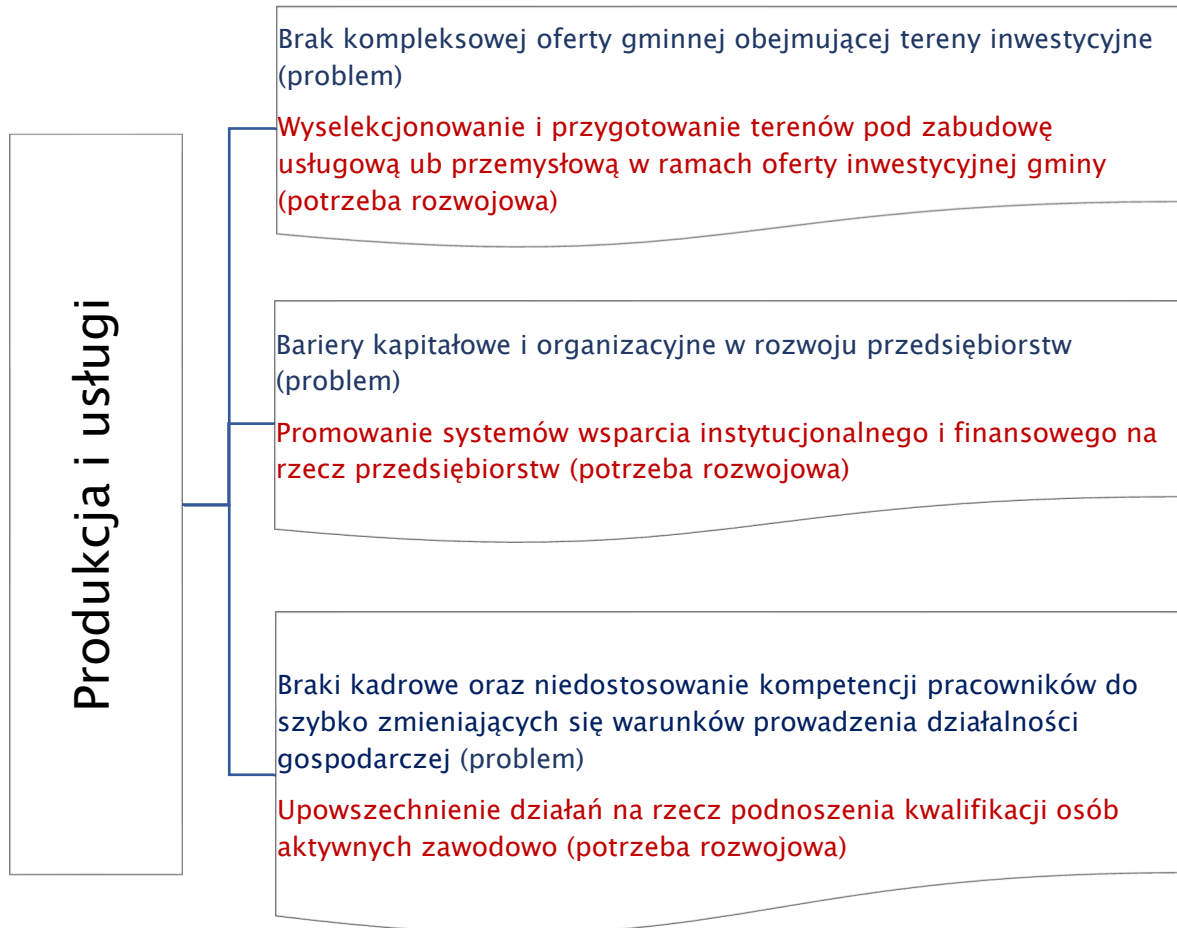 Produkcja i usługi
Brak kompleksowej oferty gminnej obejmującej tereny inwestycyjne
(problem)
Wyselekcjonowanie i przygotowanie terenów pod zabudowę
usługową ub przemysłową w ramach oferty inwestycyjnej gminy
(potrzeba rozwojowa)
Bariery kapitałowe i organizacyjne w rozwoju przedsiębiorstw
(problem)
Promowanie systemów wsparcia instytucjonalnego i finansowego na
rzecz przedsiębiorstw (potrzeba rozwojowa)
Braki kadrowe oraz niedostosowanie kompetencji pracowników do
szybko zmieniających się warunków prowadzenia działalności
gospodarczej (problem)
Upowszechnienie działań na rzecz podnoszenia kwalifikacji osób
aktywnych zawodowo (potrzeba rozwojowa)